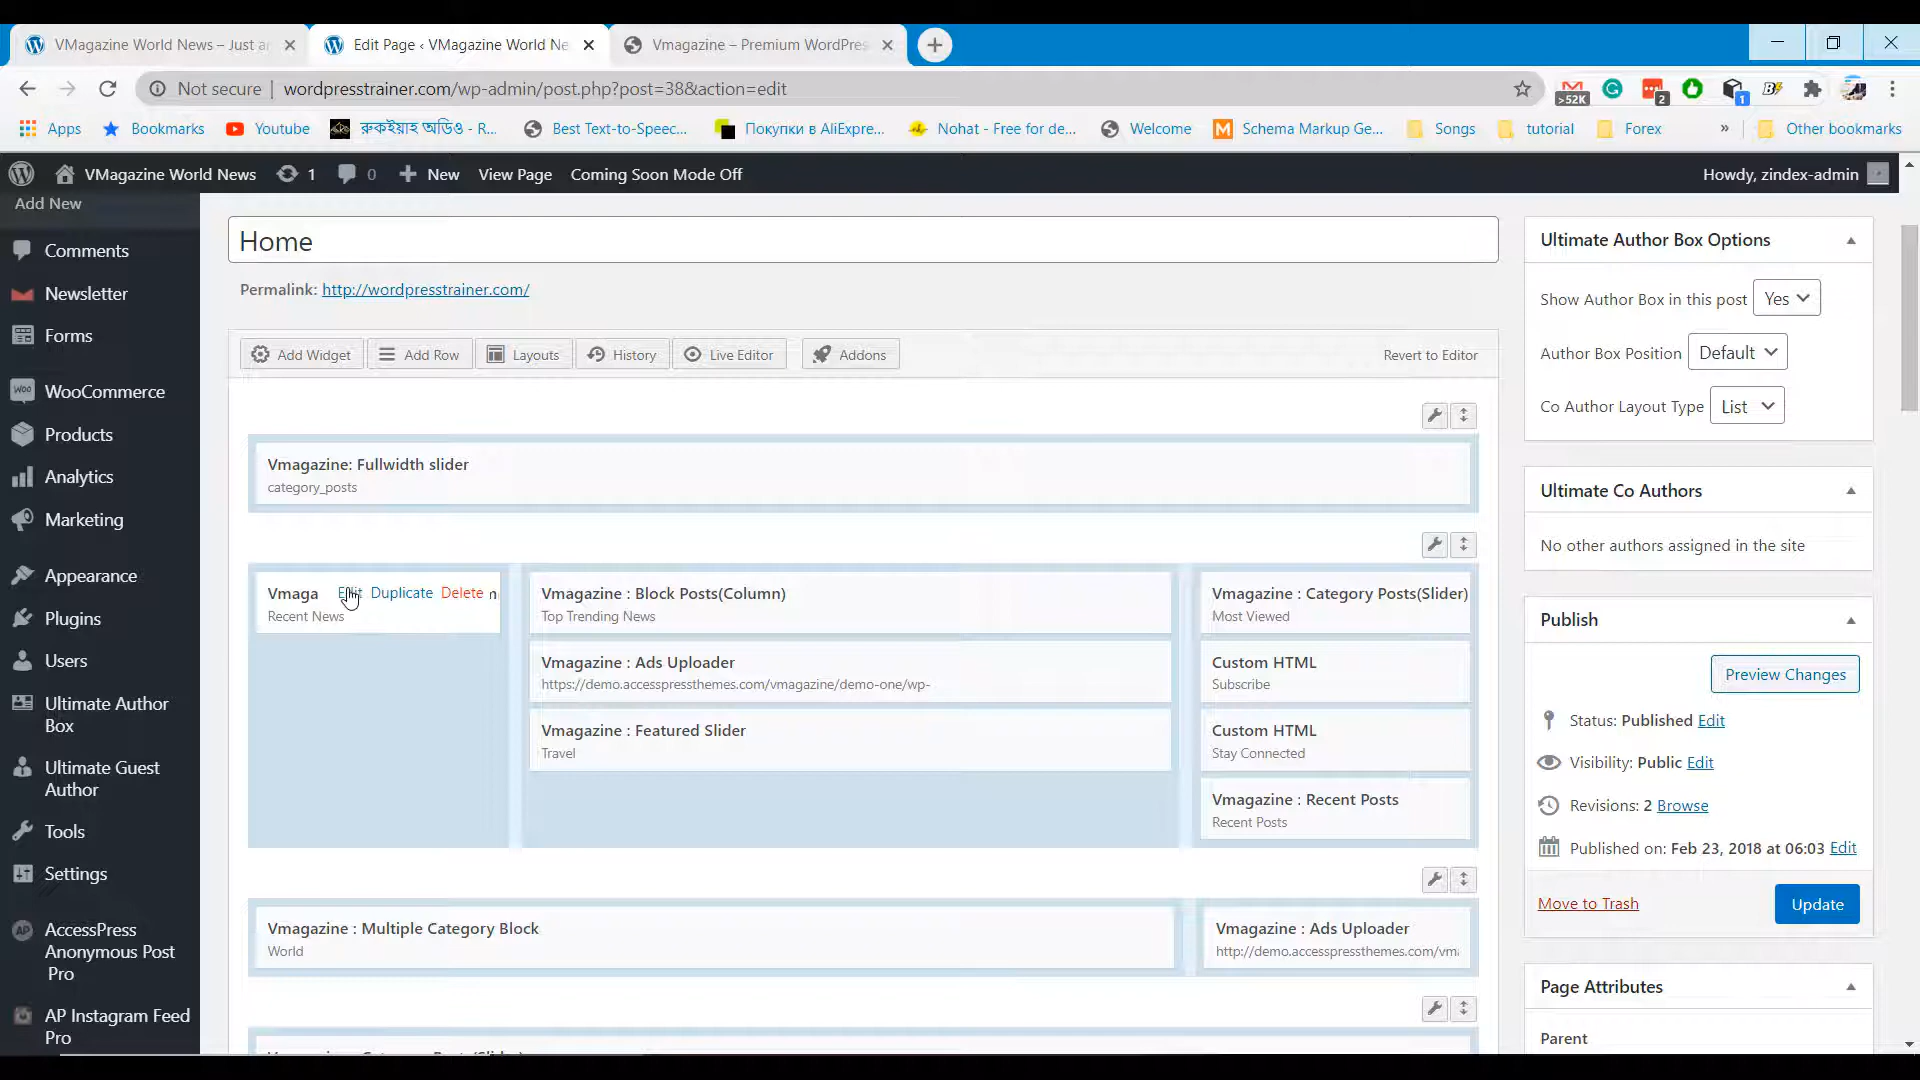 VMagazine World News – Just an
Edit Page ‹ VMagazine World Ne
Vmagazine – Premium WordPres
Not secure | wordpresstrainer.com/wp-admin/post.php?post=38&action=edit
>52K
2
1
Apps
Bookmarks
Youtube
রুকইয়াহ অডিও - R...
Best Text-to-Speec...
Покупки в AliExpre...
Nohat - Free for de...
Welcome
Schema Markup Ge...
Songs
tutorial
Forex
»
Other bookmarks
VMagazine World News
1
0
New
View Page
Coming Soon Mode Off
Howdy, zindex-admin
Add New
Comments
Newsletter
Forms
WooCommerce
Products
Analytics
Marketing
Appearance
Plugins
Users
Ultimate Author
Box
Ultimate Guest
Author
Tools
Settings
AccessPress
Anonymous Post
Pro
AP Instagram Feed
Pro
Home
Permalink: http://wordpresstrainer.com/
Add Widget
Add Row
Layouts
History
Live Editor
Addons
Revert to Editor
Vmagazine: Fullwidth slider
category_posts
Vmaga Edit Duplicate Delete
Recent News
Vmagazine : Block Posts(Column)
Top Trending News
Vmagazine : Ads Uploader
https://demo.accesspressthemes.com/vmagazine/demo-one/wp-
Vmagazine : Featured Slider
Travel
Vmagazine : Category Posts(Slider)
Most Viewed
Custom HTML
Subscribe
Custom HTML
Stay Connected
Vmagazine : Recent Posts
Recent Posts
Vmagazine : Multiple Category Block
World
Vmagazine : Ads Uploader
http://demo.accesspressthemes.com/vma
Ultimate Author Box Options
Show Author Box in this post Yes
Author Box Position Default
Co Author Layout Type List
Ultimate Co Authors
No other authors assigned in the site
Publish
Preview Changes
Status: Published Edit
Visibility: Public Edit
Revisions: 2 Browse
Published on: Feb 23, 2018 at 06:03 Edit
Move to Trash
Update
Page Attributes
Parent